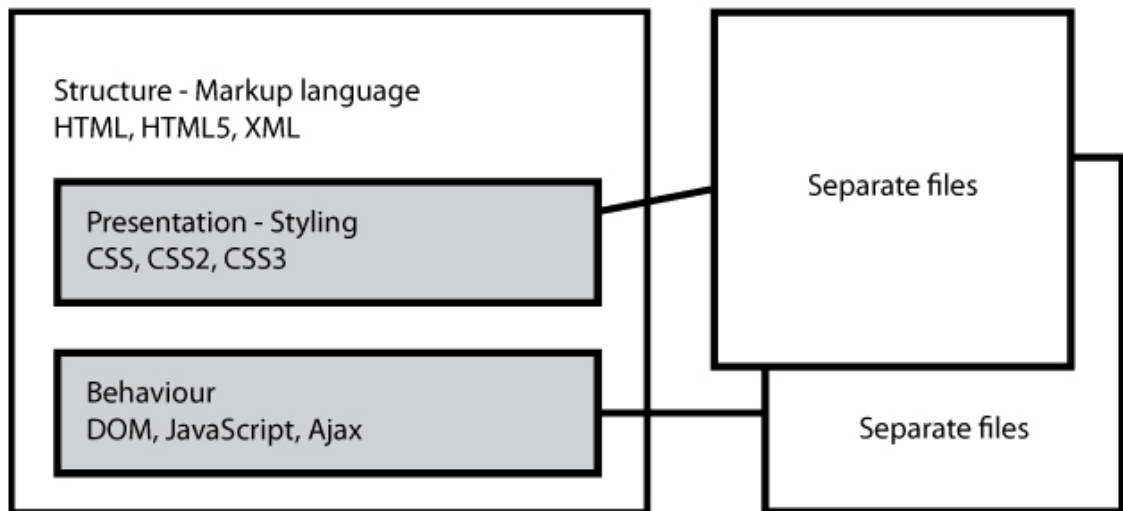 Structure - Markup language
HTML, HTML5, XML
Presentation - Styling
CSS, CSS2, CSS3
Behaviour
DOM, JavaScript, Ajax
Separate files
Separate files